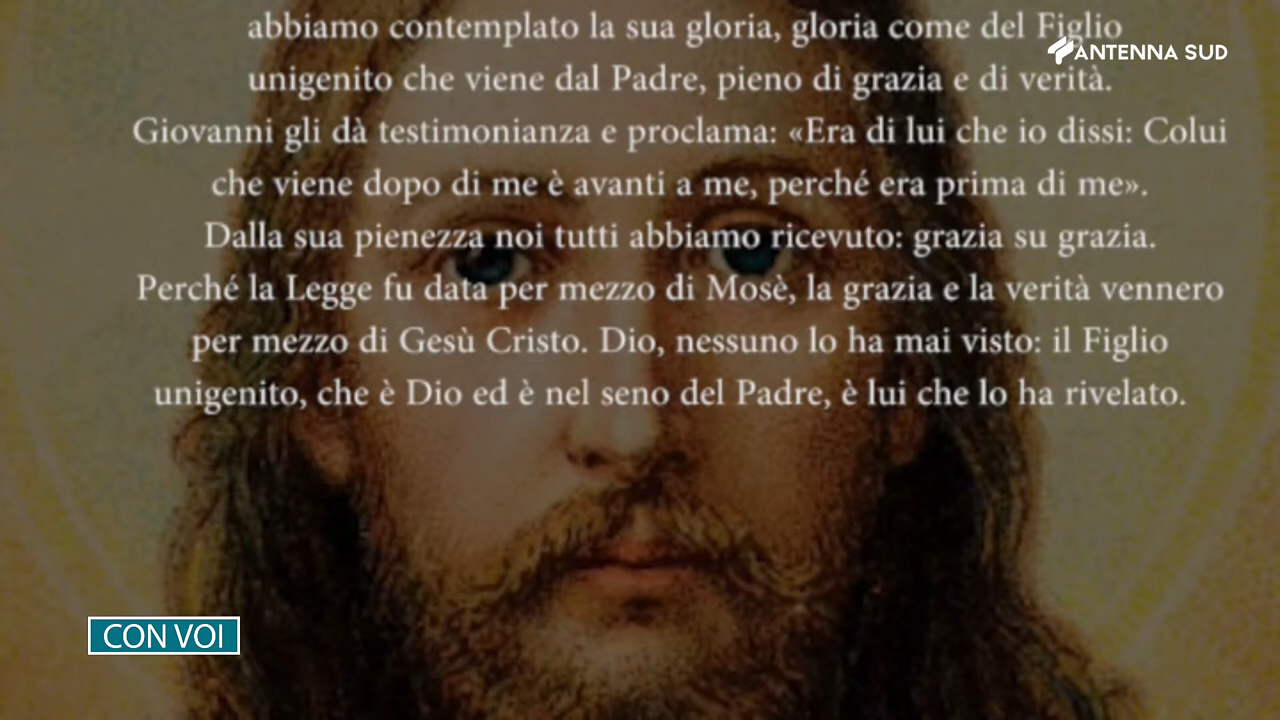 abbiamo contemplato la sua gloria, gloria come del Figlio
ANTENNA SUD
unigenito che viene dal Padre, pieno di grazia e di verità.
Giovanni gli dà testimonianza e proclama: «Era di lui che io dissi: Colui
che viene dopo di me è avanti a me, perché era prima di me».
Dalla sua pienezza noi tutti abbiamo ricevuto: grazia su grazia.
Perché la Legge fu data per mezzo di Mosè, la grazia e la verità vennero
per mezzo di Gesù Cristo. Dio, nessuno lo ha mai visto: il Figlio
unigenito, che è Dio ed è nel seno del Padre, è lui che lo ha rivelato.
CON VOI